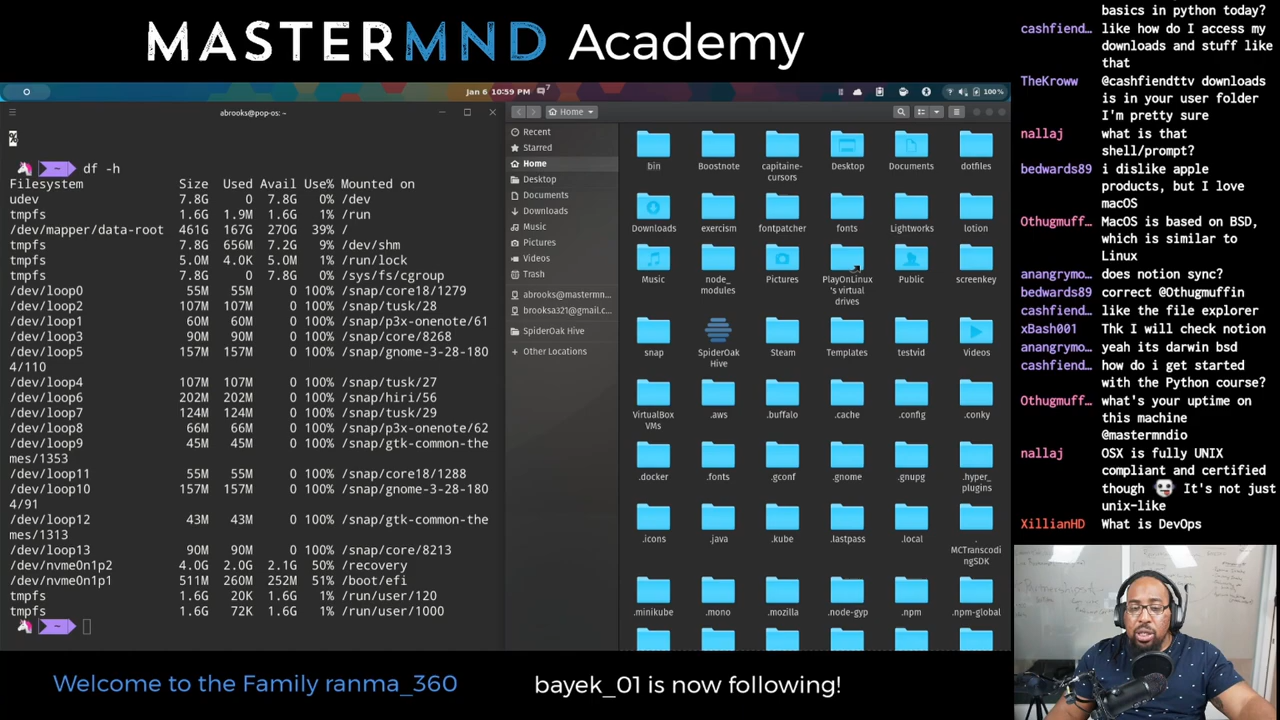 MASTERMND Academy
Jan 6 10:59 PM
7
100%
abrooks@pop-os: ~
Home
%
~ df -h
Filesystem Size Used Avail Use% Mounted on
udev 7.8G 0 7.8G 0% /dev
tmpfs 1.6G 1.9M 1.6G 1% /run
/dev/mapper/data-root 461G 167G 270G 39% /
tmpfs 7.8G 656M 7.2G 9% /dev/shm
tmpfs 5.0M 4.0K 5.0M 1% /run/lock
tmpfs 7.8G 0 7.8G 0% /sys/fs/cgroup
/dev/loop0 55M 55M 0 100% /snap/core18/1279
/dev/loop2 107M 107M 0 100% /snap/tusk/28
/dev/loop1 60M 60M 0 100% /snap/p3x-onenote/61
/dev/loop3 90M 90M 0 100% /snap/core/8268
/dev/loop5 157M 157M 0 100% /snap/gnome-3-28-180
4/110
/dev/loop4 107M 107M 0 100% /snap/tusk/27
/dev/loop6 202M 202M 0 100% /snap/hiri/56
/dev/loop7 124M 124M 0 100% /snap/tusk/29
/dev/loop8 66M 66M 0 100% /snap/p3x-onenote/62
/dev/loop9 45M 45M 0 100% /snap/gtk-common-the
mes/1353
/dev/loop11 55M 55M 0 100% /snap/core18/1288
/dev/loop10 157M 157M 0 100% /snap/gnome-3-28-180
4/91
/dev/loop12 43M 43M 0 100% /snap/gtk-common-the
mes/1313
/dev/loop13 90M 90M 0 100% /snap/core/8213
/dev/nvme0n1p2 4.0G 2.0G 2.1G 50% /recovery
/dev/nvme0n1p1 511M 260M 252M 51% /boot/efi
tmpfs 1.6G 20K 1.6G 1% /run/user/120
tmpfs 1.6G 72K 1.6G 1% /run/user/1000
~
Recent
Starred
Home
Desktop
Documents
Downloads
Music
Pictures
Videos
Trash
abrooks@mastermn...
brooksa321@gmail.c...
SpiderOak Hive
Other Locations
bin Boostnote capitaine-
cursors Desktop Documents dotfiles
Downloads exercism fontpatcher fonts Lightworks lotion
Music node_
modules Pictures PlayOnLinux
's virtual
drives Public screenkey
snap SpiderOak
Hive Steam Templates testvid Videos
VirtualBox
VMs .aws .buffalo .cache .config .conky
.docker .fonts .gconf .gnome .gnupg .hyper_
plugins
.icons .java .kube .lastpass .local .
MCTranscodi
ngSDK
.minikube .mono .mozilla .node-gyp .npm .npm-global
basics in python today?
cashfiend… like how do I access my
downloads and stuff like
that
TheKroww @cashfiendttv downloads
is in your user folder
I'm pretty sure
nallaj what is that
shell/prompt?
bedwards89 i dislike apple
products, but I love
macOS
Othugmuff… MacOS is based on BSD,
which is similar to
Linux
anangrymo… does notion sync?
bedwards89 correct @Othugmuffin
cashfiend… like the file explorer
xBash001 Thk I will check notion
anangrymo… yeah its darwin bsd
cashfiend… how do i get started
with the Python course?
Othugmuff… what's your uptime on
this machine
@mastermndio
nallaj OSX is fully UNIX
compliant and certified
though It's not just
unix-like
XillianHD What is DevOps
Welcome to the Family ranma_360
bayek_01 is now following!